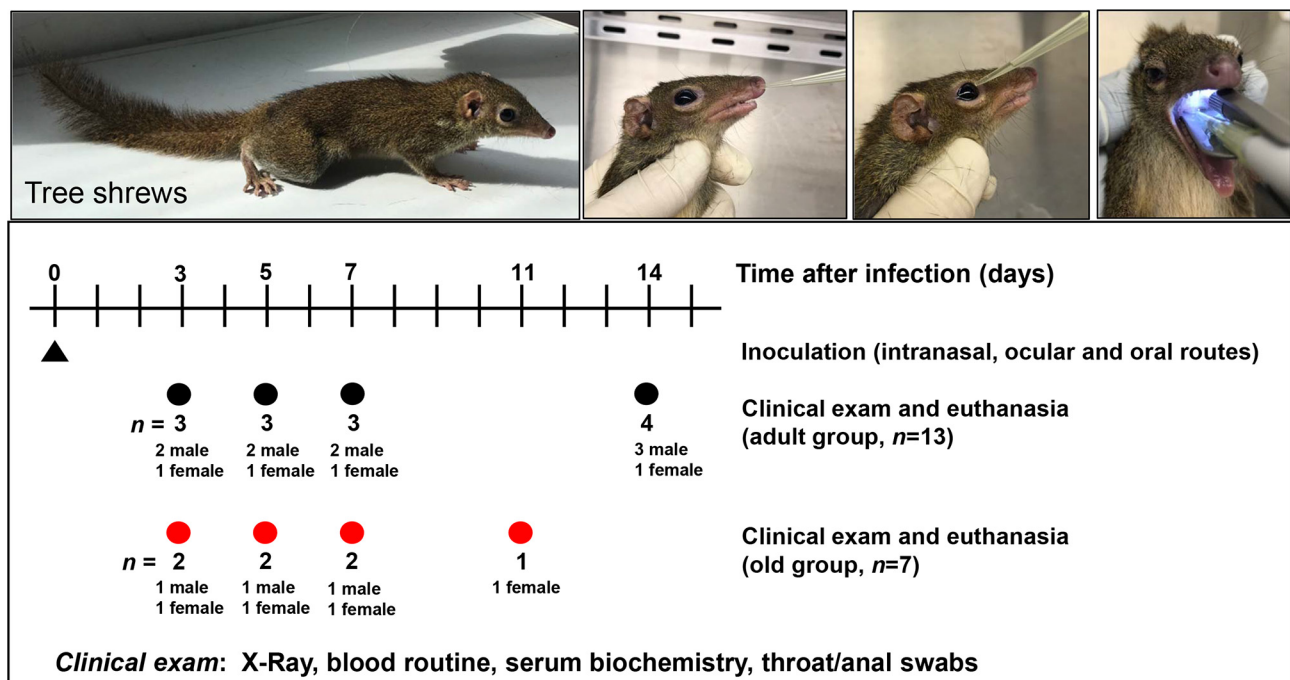 Tree shrews
0 3 5 7 11 14 Time after infection (days)
Inoculation (intranasal, ocular and oral routes)
Clinical exam and euthanasia
(adult group, n=13)
n = 3 3 3 4
2 male 2 male 2 male 3 male
1 female 1 female 1 female 1 female
Clinical exam and euthanasia
(old group, n=7)
n = 2 2 2 1
1 male 1 male 1 male 1 female
1 female 1 female 1 female
Clinical exam: X-Ray, blood routine, serum biochemistry, throat/anal swabs